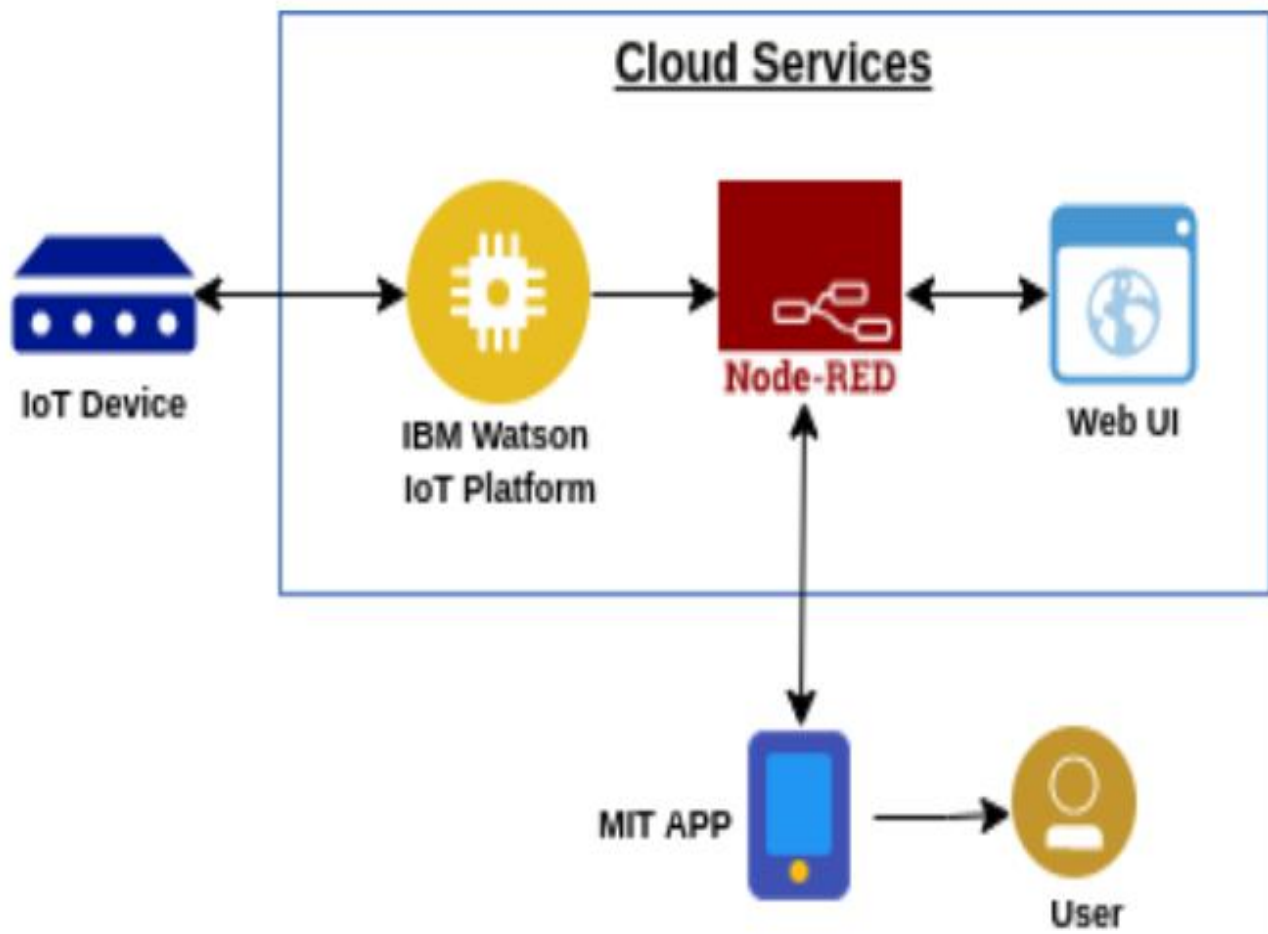 Cloud Services
IoT Device
IBM Watson
IoT Platform
Node-RED
Web UI
MIT APP
User